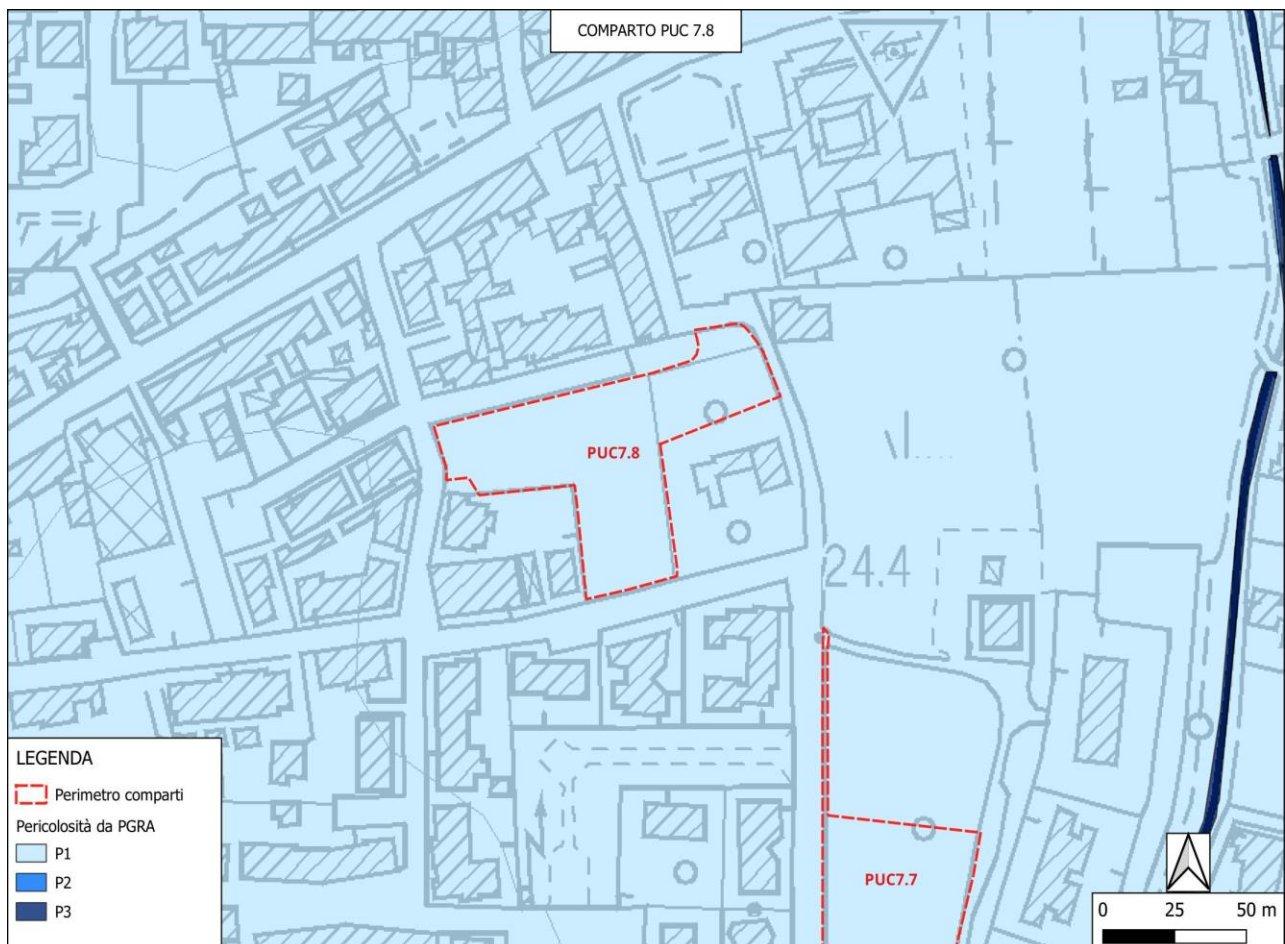 COMPARTO PUC 7.8
PUC7.8
24.4
PUC7.7
LEGENDA
Perimetro comparti
Pericolosità da PGRA
P1
P2
P3
0 25 50 m